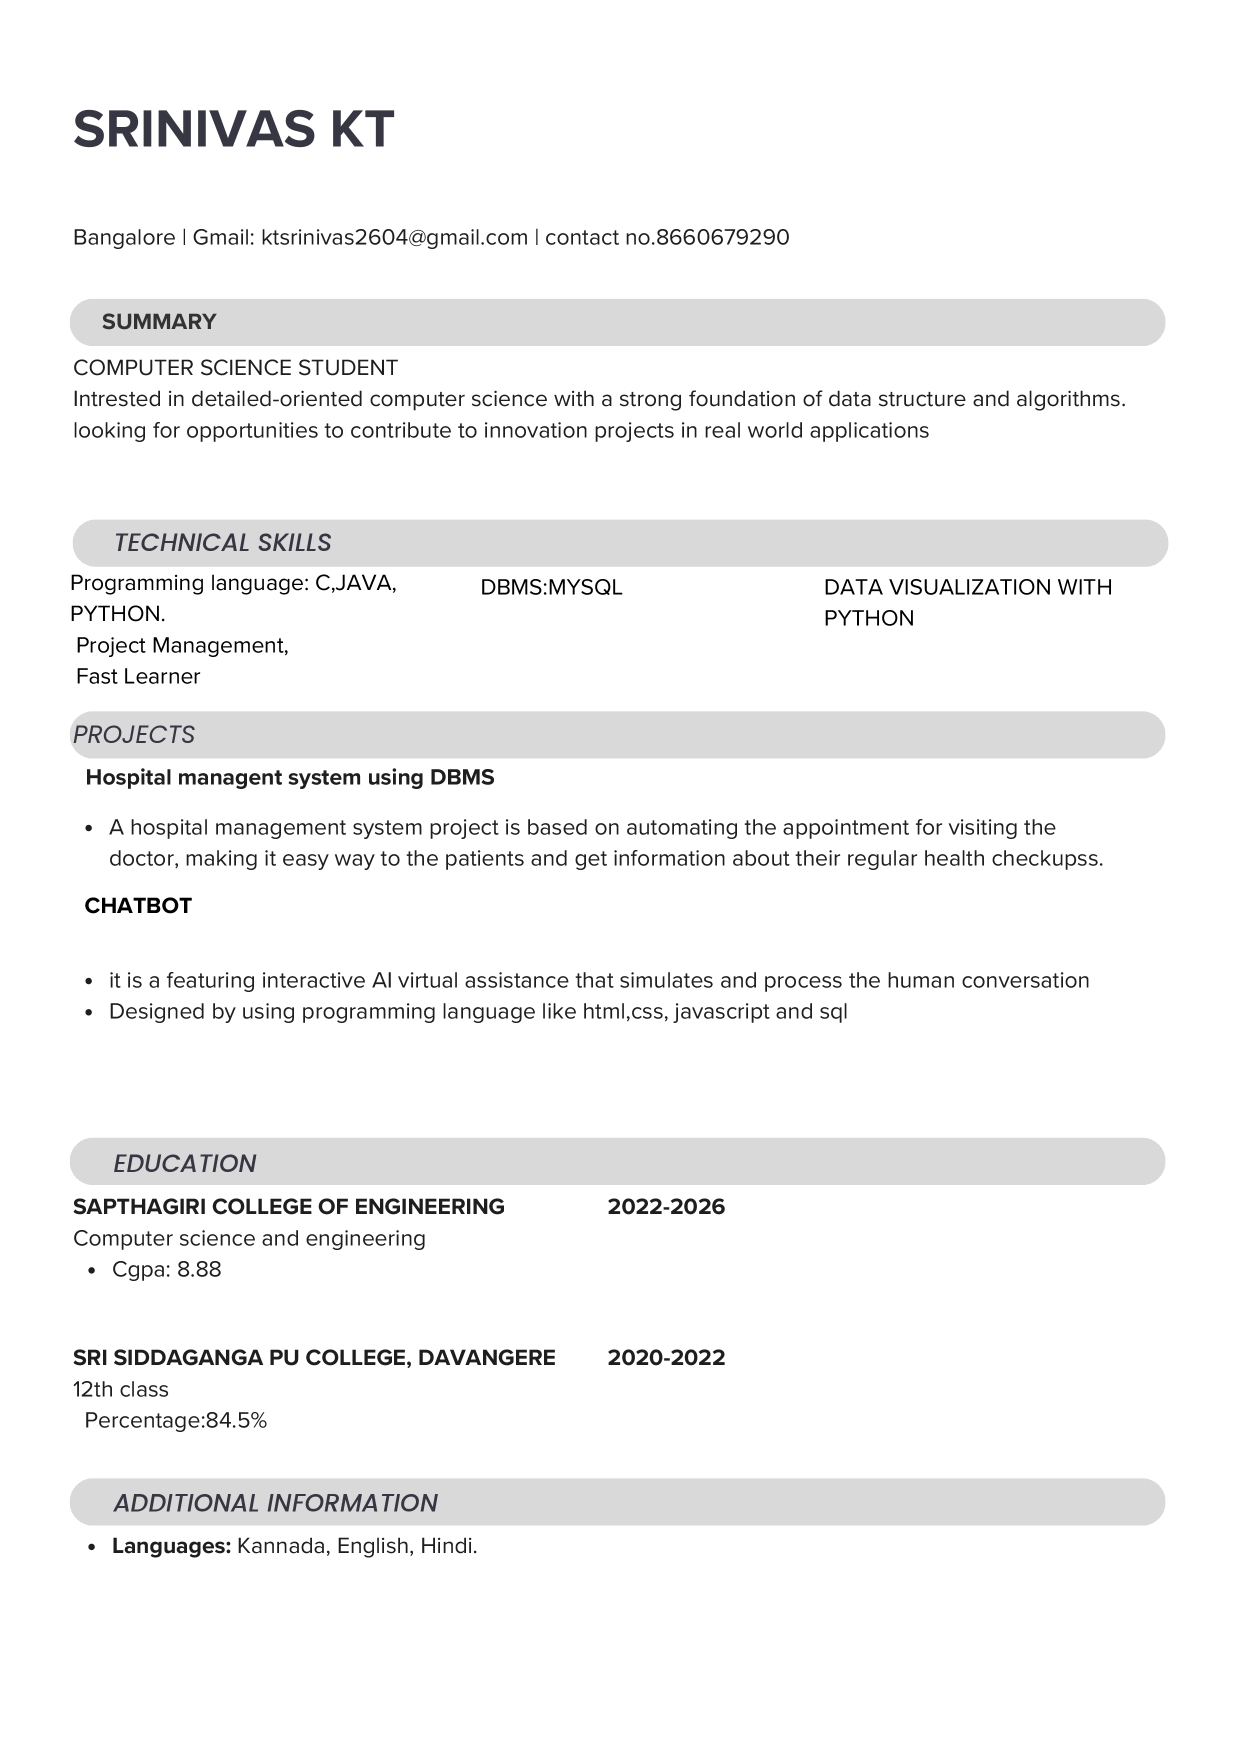 SRINIVAS KT
Bangalore | Gmail: ktsrinivas2604@gmail.com | contact no.8660679290
SUMMARY
COMPUTER SCIENCE STUDENT
Intrested in detailed-oriented computer science with a strong foundation of data structure and algorithms.
looking for opportunities to contribute to innovation projects in real world applications
TECHNICAL SKILLS
Programming language: C,JAVA,
PYTHON.
Project Management,
Fast Learner
DBMS:MYSQL
DATA VISUALIZATION WITH
PYTHON
PROJECTS
Hospital managent system using DBMS
• A hospital management system project is based on automating the appointment for visiting the
doctor, making it easy way to the patients and get information about their regular health checkupss.
CHATBOT
• it is a featuring interactive AI virtual assistance that simulates and process the human conversation
• Designed by using programming language like html,css, javascript and sql
EDUCATION
SAPTHAGIRI COLLEGE OF ENGINEERING 2022-2026
Computer science and engineering
• Cgpa: 8.88
SRI SIDDAGANGA PU COLLEGE, DAVANGERE 2020-2022
12th class
Percentage:84.5%
ADDITIONAL INFORMATION
• Languages: Kannada, English, Hindi.